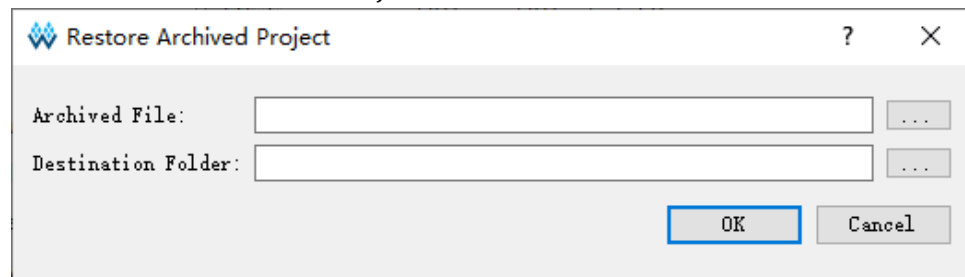 Restore Archived Project ?
Archived File: ...
Destination Folder: ...
OK Cancel